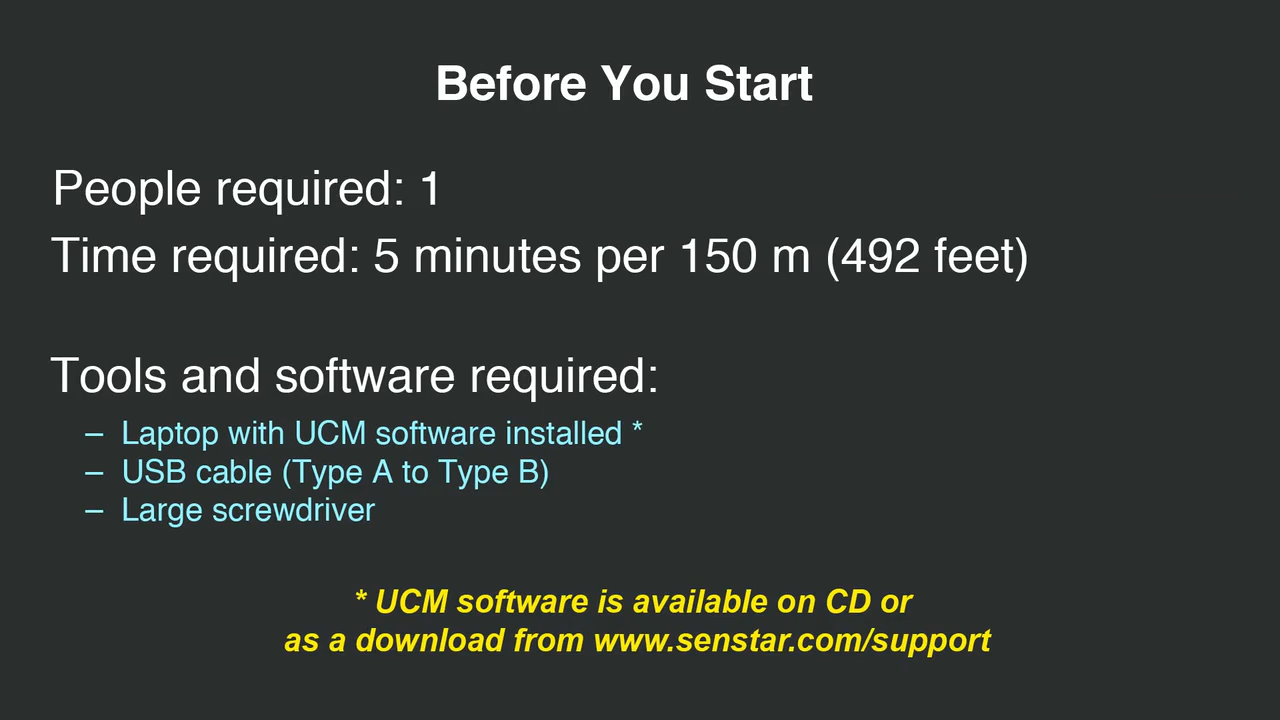 Before You Start
People required: 1
Time required: 5 minutes per 150 m (492 feet)
Tools and software required:
– Laptop with UCM software installed *
– USB cable (Type A to Type B)
– Large screwdriver
* UCM software is available on CD or
as a download from www.senstar.com/support